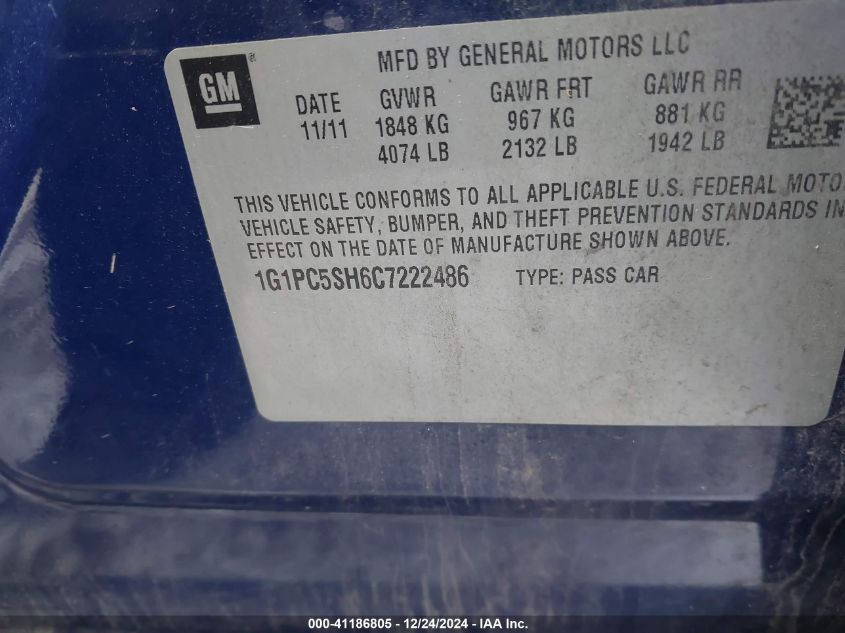 MFD BY GENERAL MOTORS LLC
GM®
DATE GVWR GAWR FRT GAWR RR
11/11 1848 KG 967 KG 881 KG
4074 LB 2132 LB 1942 LB
THIS VEHICLE CONFORMS TO ALL APPLICABLE U.S. FEDERAL MOTO
VEHICLE SAFETY, BUMPER, AND THEFT PREVENTION STANDARDS IN
EFFECT ON THE DATE OF MANUFACTURE SHOWN ABOVE.
1G1PC5SH6C7222486 TYPE: PASS CAR
000-41186805 - 12/24/2024 - IAA Inc.